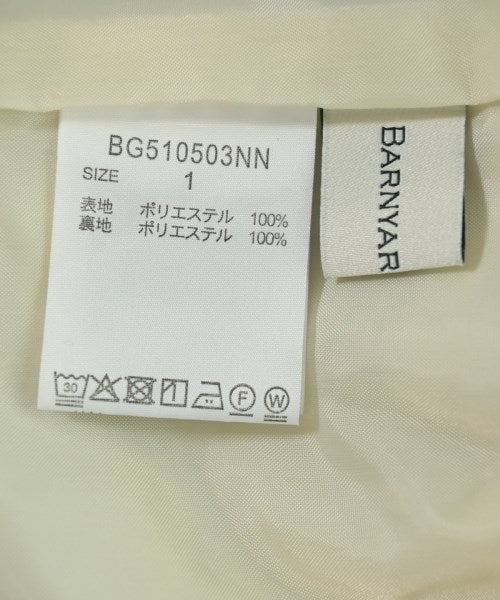 BG510503NN
SIZE 1
表地 ポリエステル 100%
裏地 ポリエステル 100%
30
F
W
BARNYAR